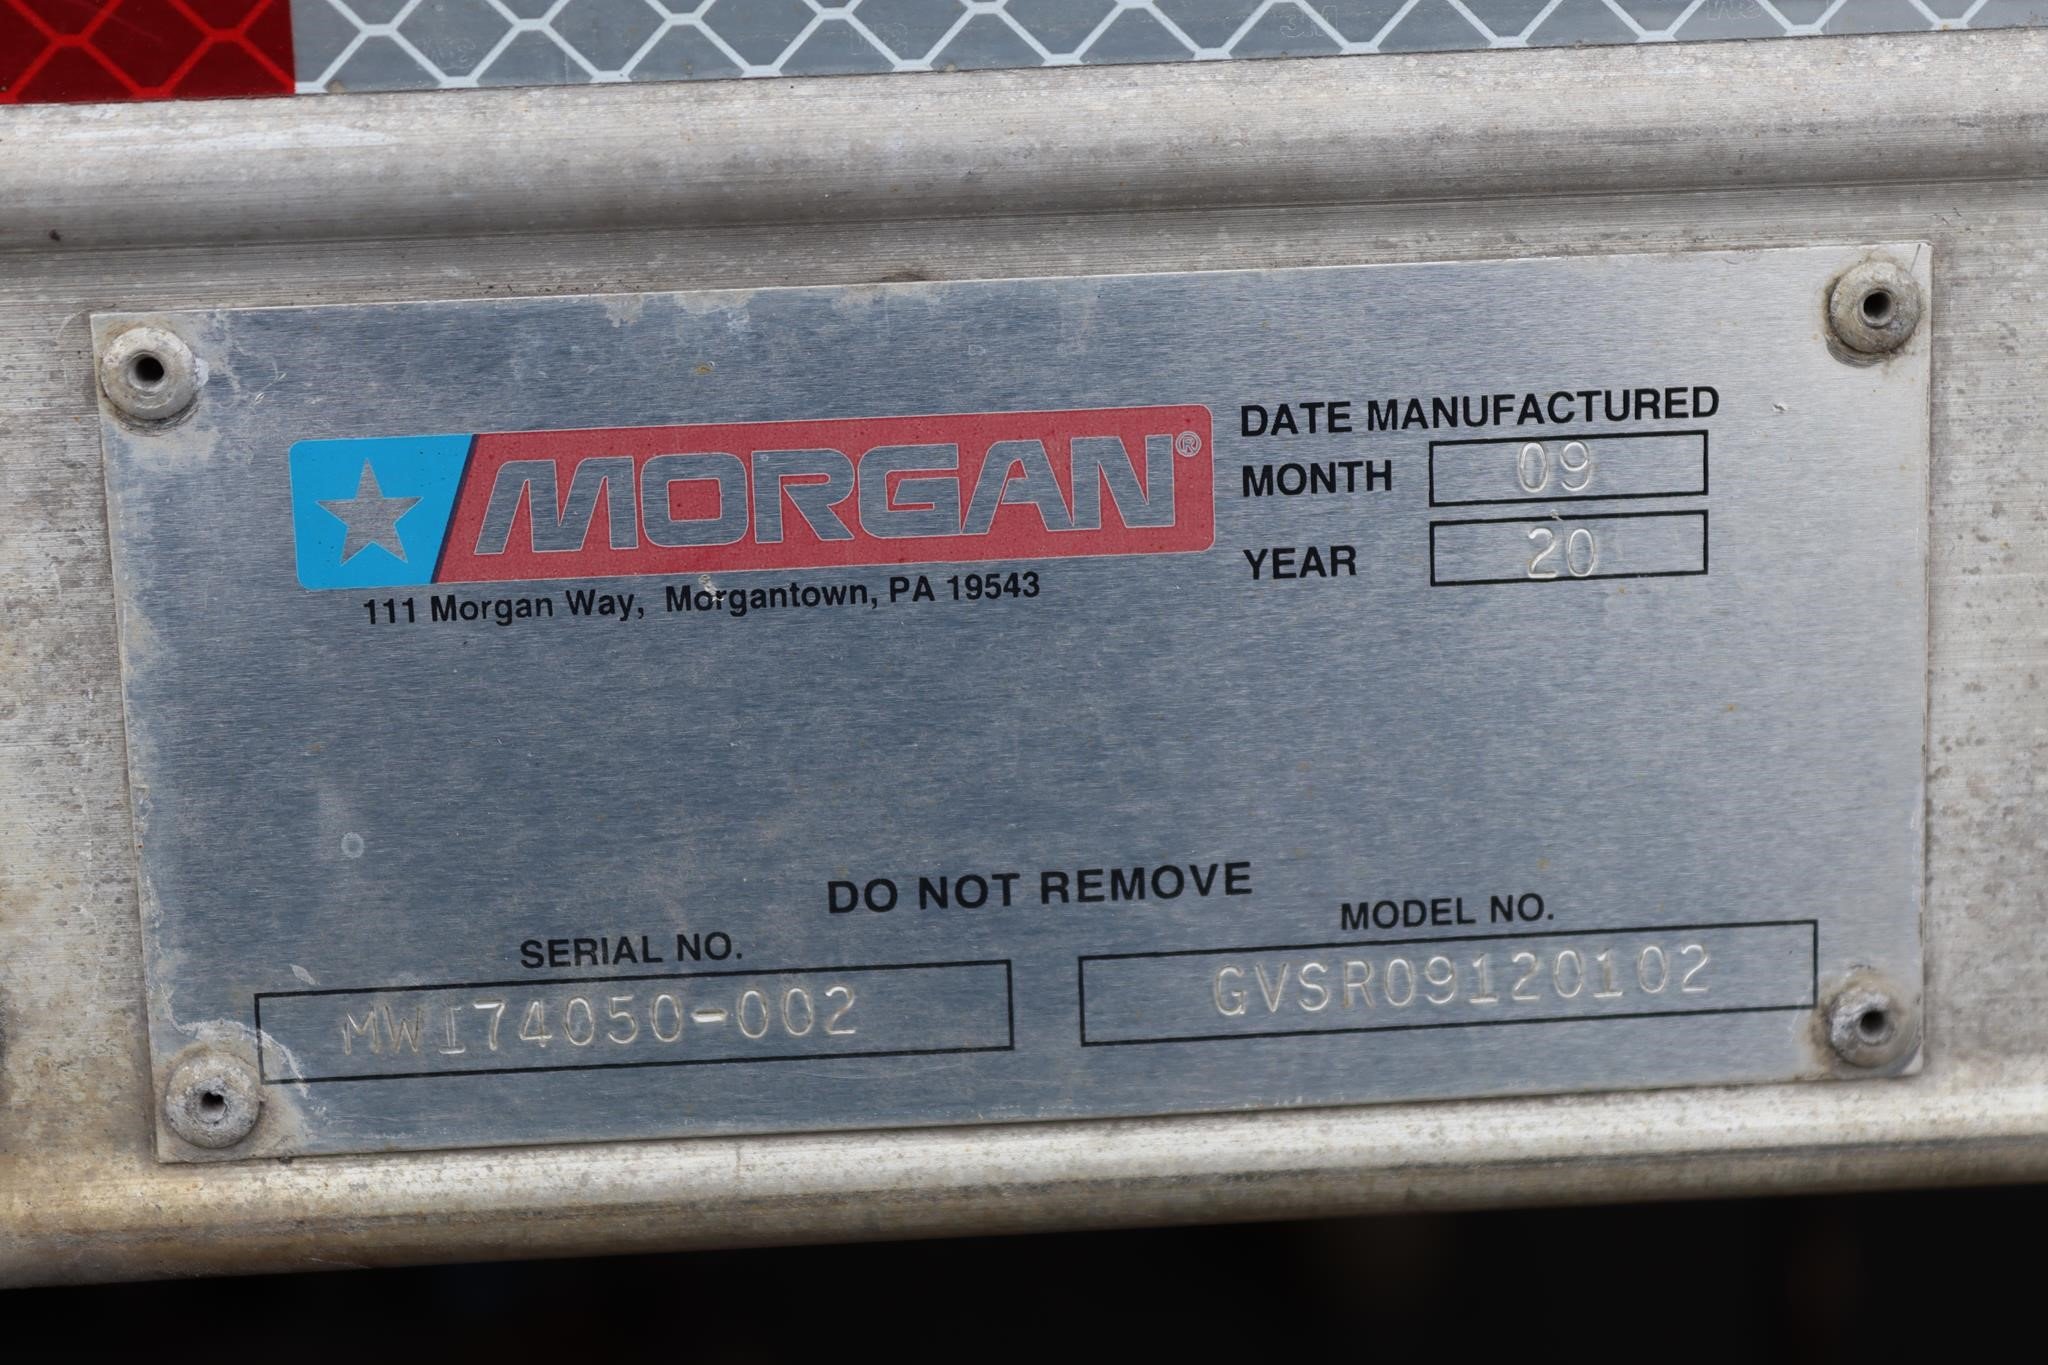 MORGAN®
111 Morgan Way, Morgantown, PA 19543
DATE MANUFACTURED
MONTH 09
YEAR 20
DO NOT REMOVE
SERIAL NO.
MWI74050-002
MODEL NO.
GVSR09120102